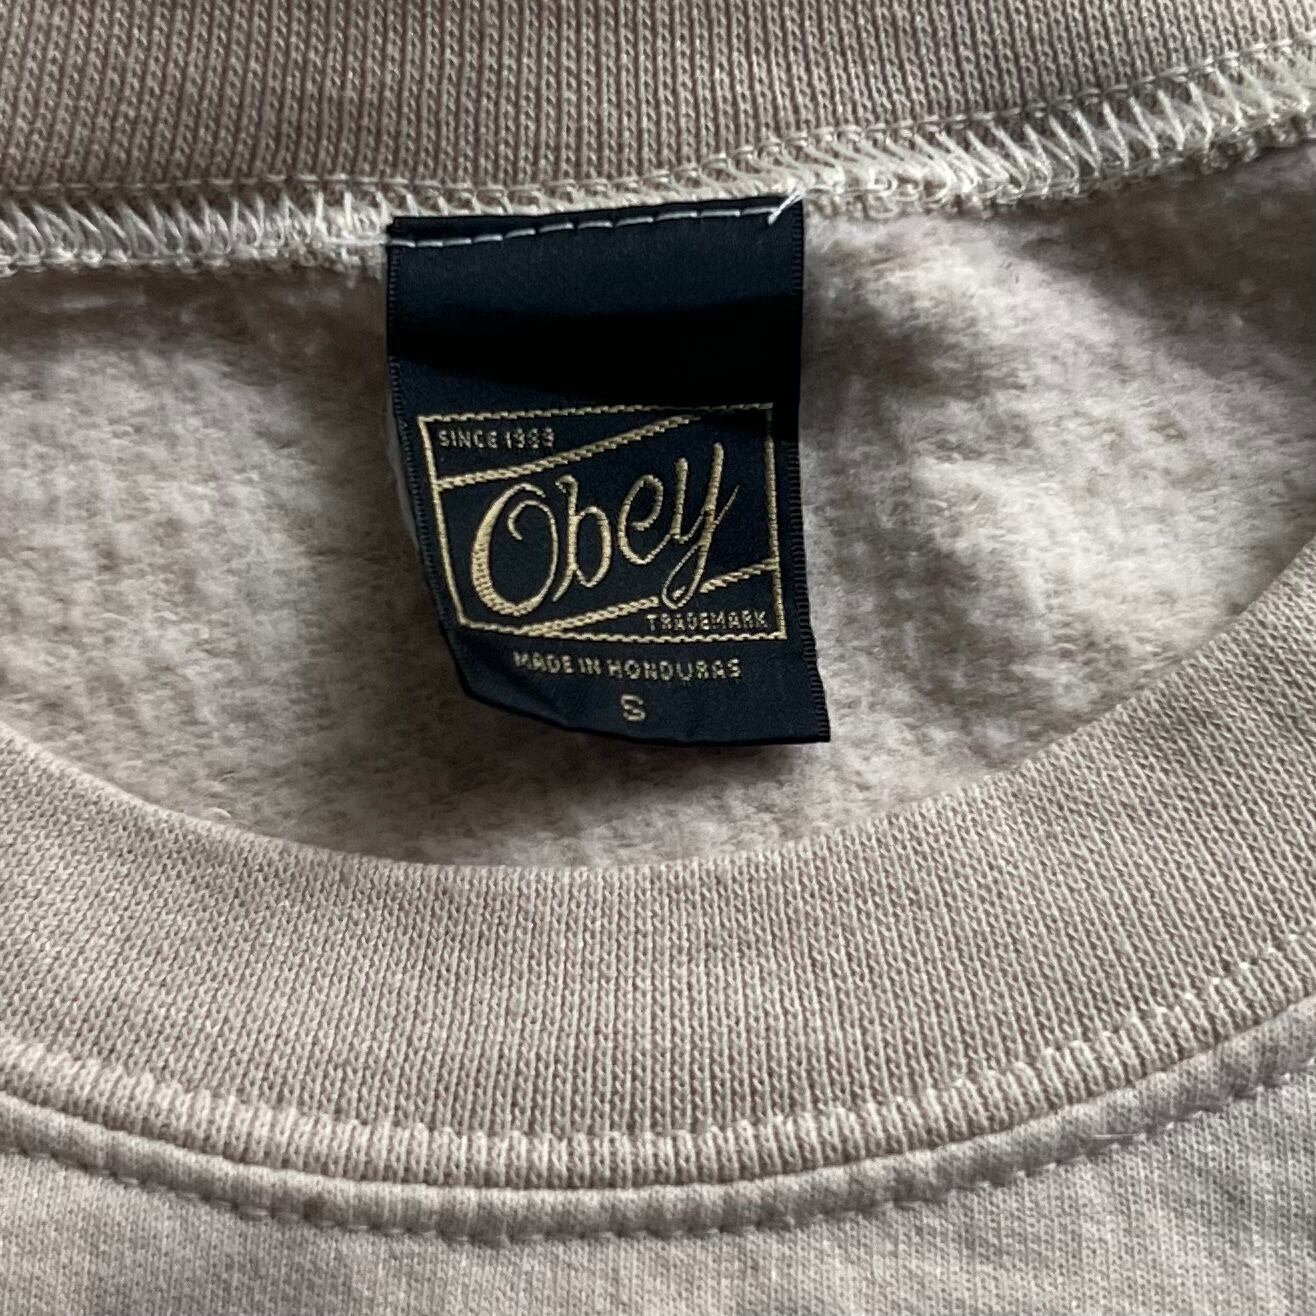 SINCE 1989
Obey
TRADEMARK
MADE IN HONDURAS
S